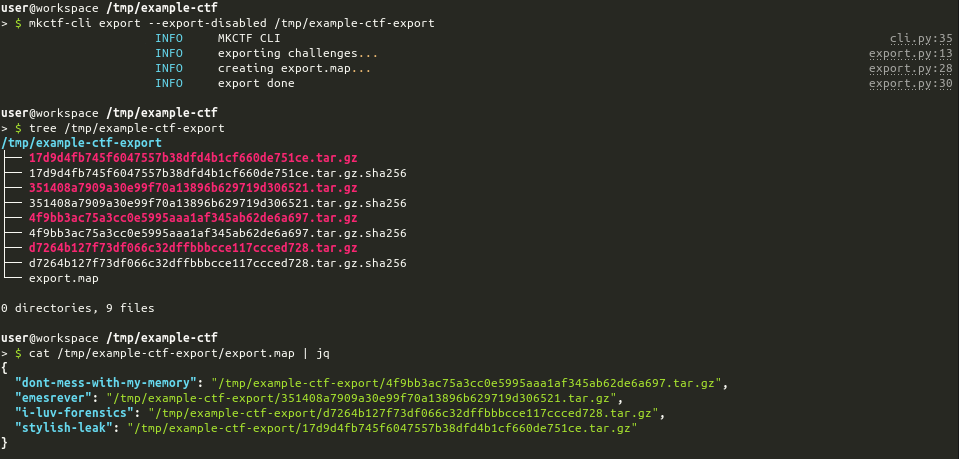 user@workspace /tmp/example-ctf
> $ mkctf-cli export --export-disabled /tmp/example-ctf-export
INFO MKCTF CLI cli.py:35
INFO exporting challenges... export.py:13
INFO creating export.map... export.py:28
INFO export done export.py:30
user@workspace /tmp/example-ctf
> $ tree /tmp/example-ctf-export
/tmp/example-ctf-export
├── 17d9d4fb745f6047557b38dfd4b1cf660de751ce.tar.gz
├── 17d9d4fb745f6047557b38dfd4b1cf660de751ce.tar.gz.sha256
├── 351408a7909a30e99f70a13896b629719d306521.tar.gz
├── 351408a7909a30e99f70a13896b629719d306521.tar.gz.sha256
├── 4f9bb3ac75a3cc0e5995aaa1af345ab62de6a697.tar.gz
├── 4f9bb3ac75a3cc0e5995aaa1af345ab62de6a697.tar.gz.sha256
├── d7264b127f73df066c32dffbbbcce117ccced728.tar.gz
├── d7264b127f73df066c32dffbbbcce117ccced728.tar.gz.sha256
└── export.map
0 directories, 9 files
user@workspace /tmp/example-ctf
> $ cat /tmp/example-ctf-export/export.map | jq
{
"dont-mess-with-my-memory": "/tmp/example-ctf-export/4f9bb3ac75a3cc0e5995aaa1af345ab62de6a697.tar.gz",
"emesrever": "/tmp/example-ctf-export/351408a7909a30e99f70a13896b629719d306521.tar.gz",
"i-luv-forensics": "/tmp/example-ctf-export/d7264b127f73df066c32dffbbbcce117ccced728.tar.gz",
"stylish-leak": "/tmp/example-ctf-export/17d9d4fb745f6047557b38dfd4b1cf660de751ce.tar.gz"
}